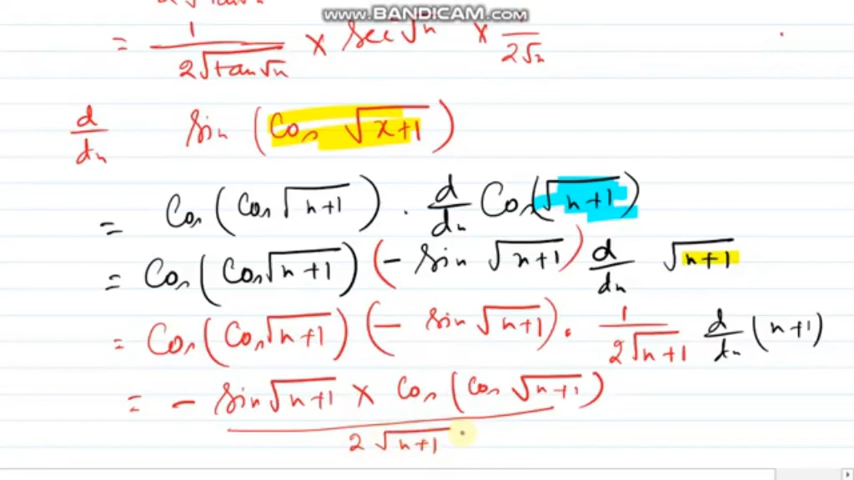 www.BANDICAM.com
= 1 / 2√tan√x × sec √x × / 2√x
d/dx sin (Cos √x+1)
= Cos (Cos √x+1) . d/dx Cos (√x+1)
= Cos (Cos √x+1) (- sin √x+1) d/dx √x+1
= Cos (Cos √x+1) (- sin √x+1) . 1 / 2√x+1 d/dx (x+1)
= - sin √x+1 × Cos (cos √x+1)
2 √x+1